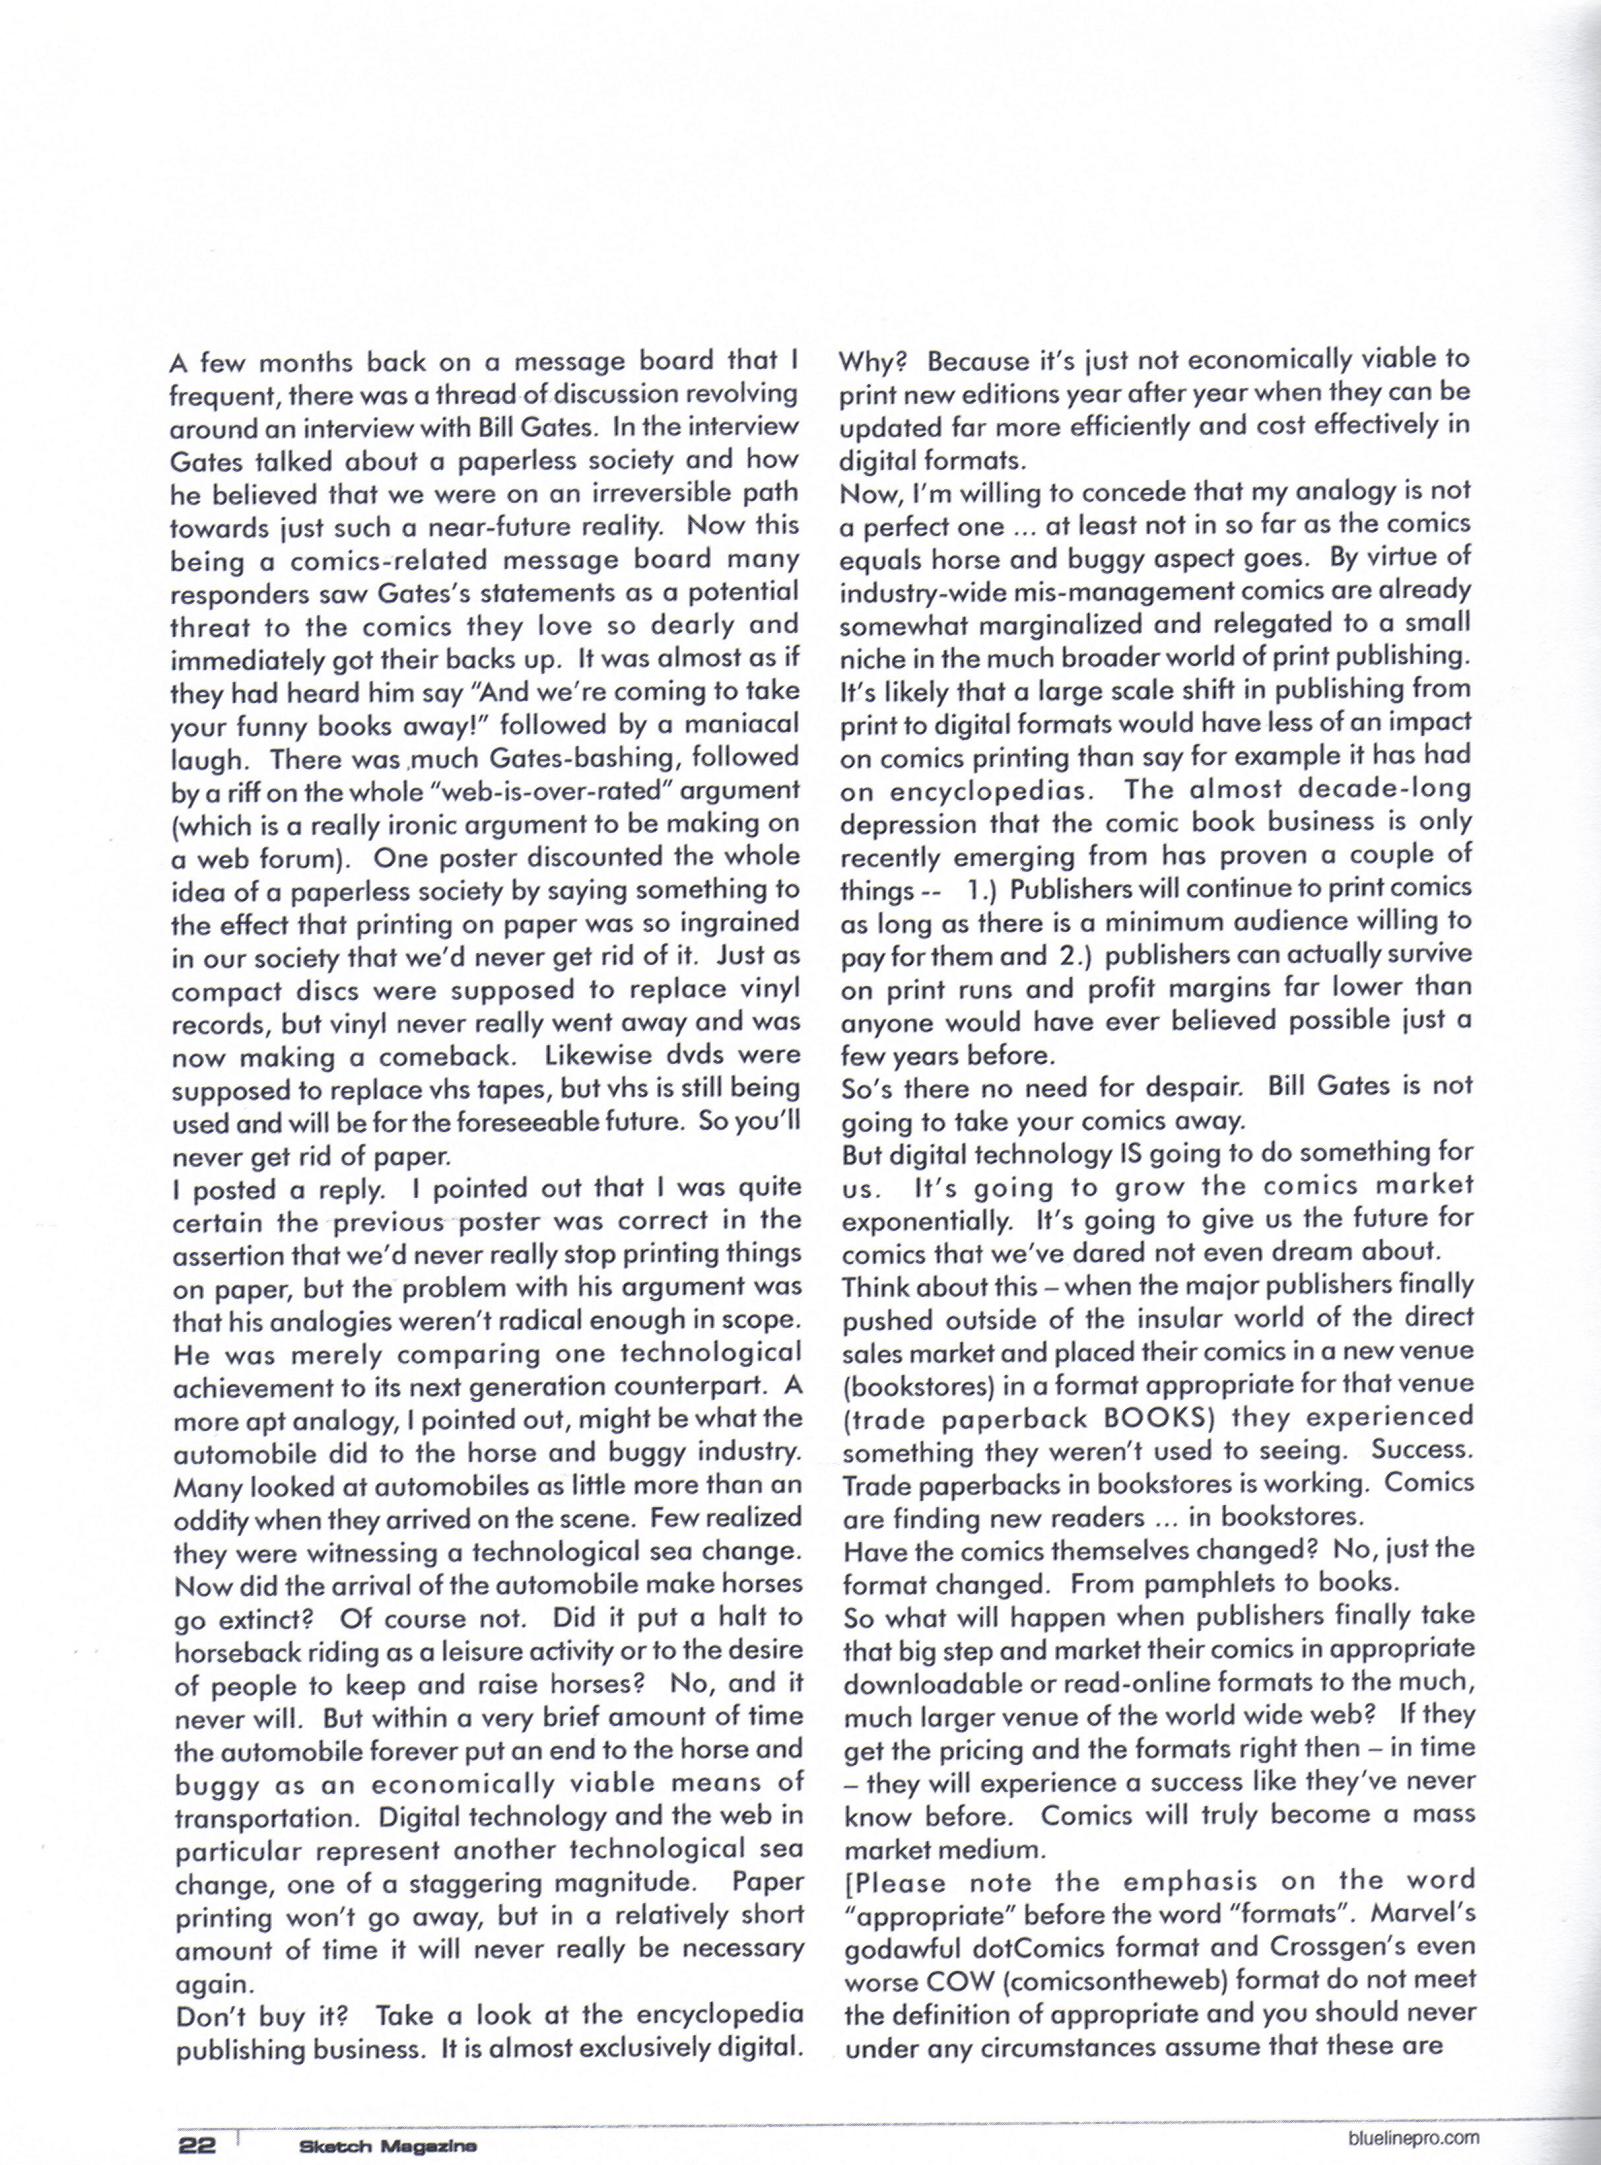 A few months back on a message board that I
frequent, there was a thread of discussion revolving
around an interview with Bill Gates. In the interview
Gates talked about a paperless society and how
he believed that we were on an irreversible path
towards just such a near-future reality. Now this
being a comics-related message board many
responders saw Gates's statements as a potential
threat to the comics they love so dearly and
immediately got their backs up. It was almost as if
they had heard him say "And we're coming to take
your funny books away!" followed by a maniacal
laugh. There was much Gates-bashing, followed
by a riff on the whole "web-is-over-rated" argument
(which is a really ironic argument to be making on
a web forum). One poster discounted the whole
idea of a paperless society by saying something to
the effect that printing on paper was so ingrained
in our society that we'd never get rid of it. Just as
compact discs were supposed to replace vinyl
records, but vinyl never really went away and was
now making a comeback. Likewise dvds were
supposed to replace vhs tapes, but vhs is still being
used and will be for the foreseeable future. So you'll
never get rid of paper.
I posted a reply. I pointed out that I was quite
certain the previous poster was correct in the
assertion that we'd never really stop printing things
on paper, but the problem with his argument was
that his analogies weren't radical enough in scope.
He was merely comparing one technological
achievement to its next generation counterpart. A
more apt analogy, I pointed out, might be what the
automobile did to the horse and buggy industry.
Many looked at automobiles as little more than an
oddity when they arrived on the scene. Few realized
they were witnessing a technological sea change.
Now did the arrival of the automobile make horses
go extinct? Of course not. Did it put a halt to
horseback riding as a leisure activity or to the desire
of people to keep and raise horses? No, and it
never will. But within a very brief amount of time
the automobile forever put an end to the horse and
buggy as an economically viable means of
transportation. Digital technology and the web in
particular represent another technological sea
change, one of a staggering magnitude. Paper
printing won't go away, but in a relatively short
amount of time it will never really be necessary
again.
Don't buy it? Take a look at the encyclopedia
publishing business. It is almost exclusively digital.
Why? Because it's just not economically viable to
print new editions year after year when they can be
updated far more efficiently and cost effectively in
digital formats.
Now, I'm willing to concede that my analogy is not
a perfect one ... at least not in so far as the comics
equals horse and buggy aspect goes. By virtue of
industry-wide mis-management comics are already
somewhat marginalized and relegated to a small
niche in the much broader world of print publishing.
It's likely that a large scale shift in publishing from
print to digital formats would have less of an impact
on comics printing than say for example it has had
on encyclopedias. The almost decade-long
depression that the comic book business is only
recently emerging from has proven a couple of
things -- 1.) Publishers will continue to print comics
as long as there is a minimum audience willing to
pay for them and 2.) publishers can actually survive
on print runs and profit margins far lower than
anyone would have ever believed possible just a
few years before.
So's there no need for despair. Bill Gates is not
going to take your comics away.
But digital technology IS going to do something for
us. It's going to grow the comics market
exponentially. It's going to give us the future for
comics that we've dared not even dream about.
Think about this – when the major publishers finally
pushed outside of the insular world of the direct
sales market and placed their comics in a new venue
(bookstores) in a format appropriate for that venue
(trade paperback BOOKS) they experienced
something they weren't used to seeing. Success.
Trade paperbacks in bookstores is working. Comics
are finding new readers ... in bookstores.
Have the comics themselves changed? No, just the
format changed. From pamphlets to books.
So what will happen when publishers finally take
that big step and market their comics in appropriate
downloadable or read-online formats to the much,
much larger venue of the world wide web? If they
get the pricing and the formats right then – in time
– they will experience a success like they've never
know before. Comics will truly become a mass
market medium.
[Please note the emphasis on the word
"appropriate" before the word "formats". Marvel's
godawful dotComics format and Crossgen's even
worse COW (comicsontheweb) format do not meet
the definition of appropriate and you should never
under any circumstances assume that these are
22 Sketch Magazine
bluelinepro.com